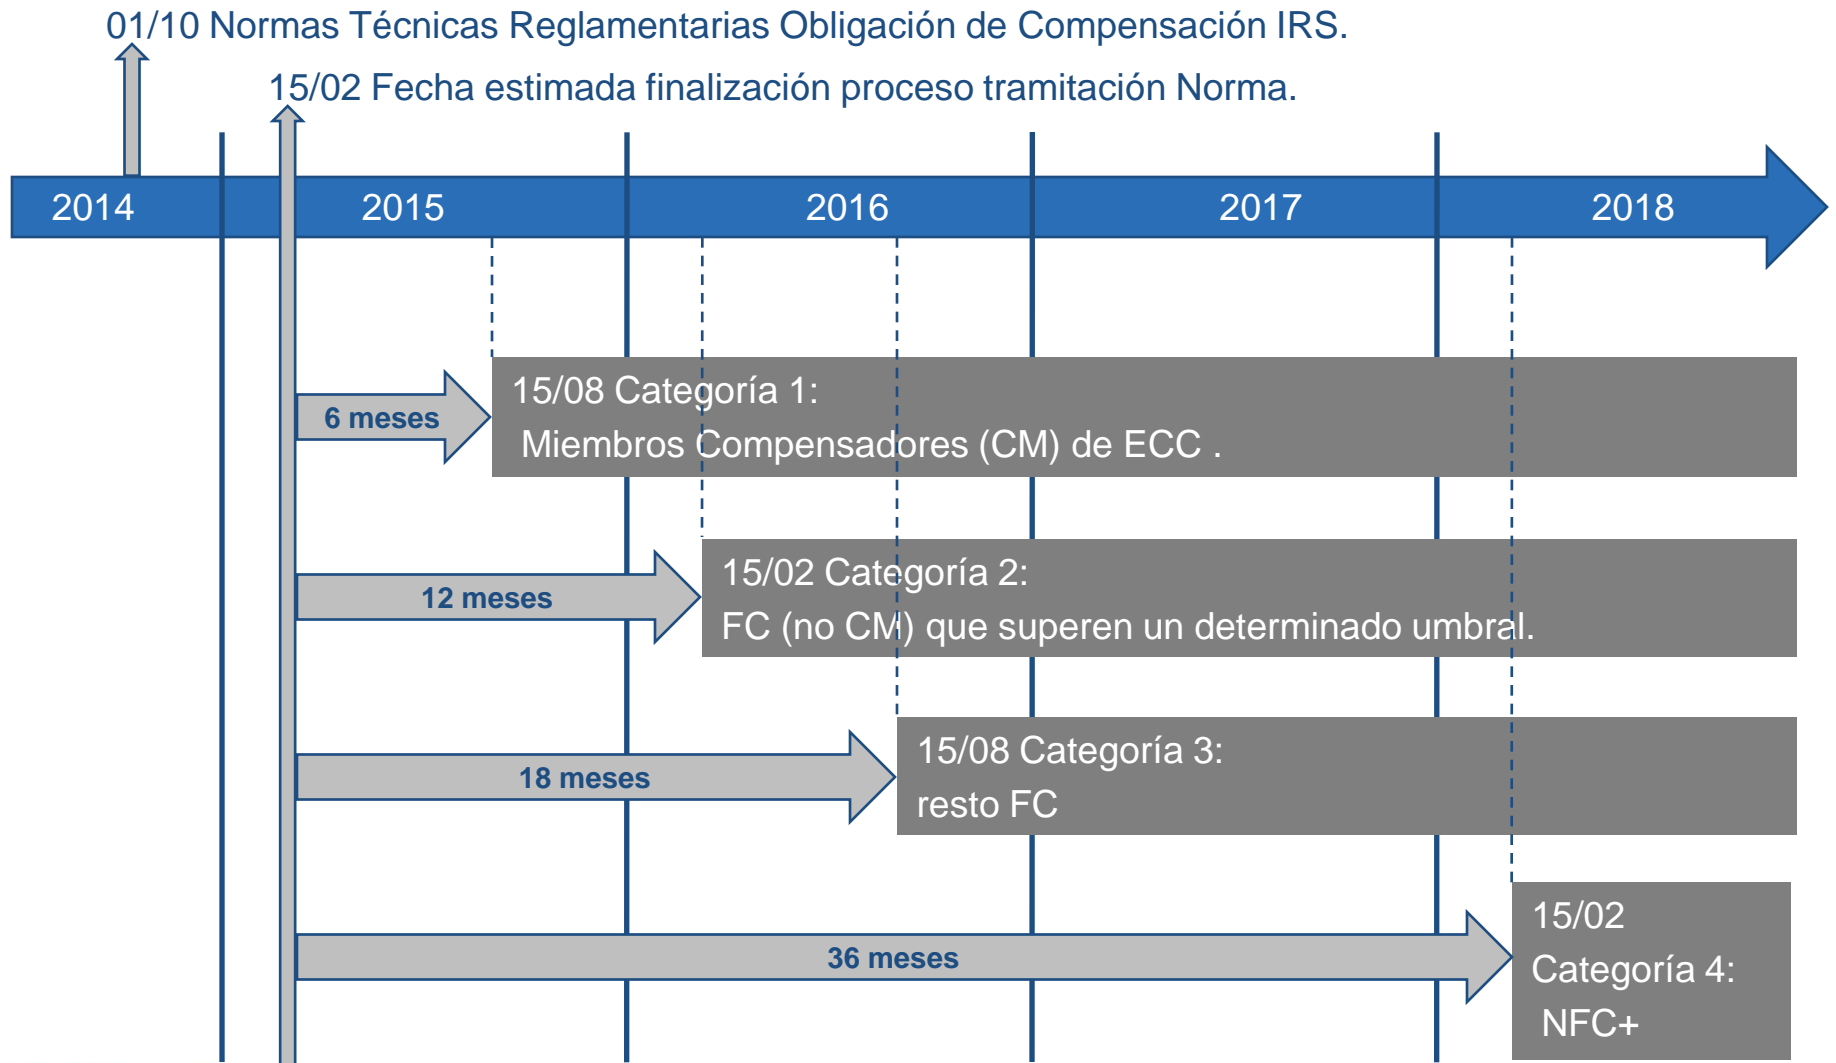 01/10 Normas Técnicas Reglamentarias Obligación de Compensación IRS.
15/02 Fecha estimada finalización proceso tramitación Norma.
2014
2015
2016
2017
2018
6 meses
15/08 Categoría 1:
Miembros Compensadores (CM) de ECC .
12 meses
15/02 Categoría 2:
FC (no CM) que superen un determinado umbral.
18 meses
15/08 Categoría 3:
resto FC
36 meses
15/02
Categoría 4:
NFC+